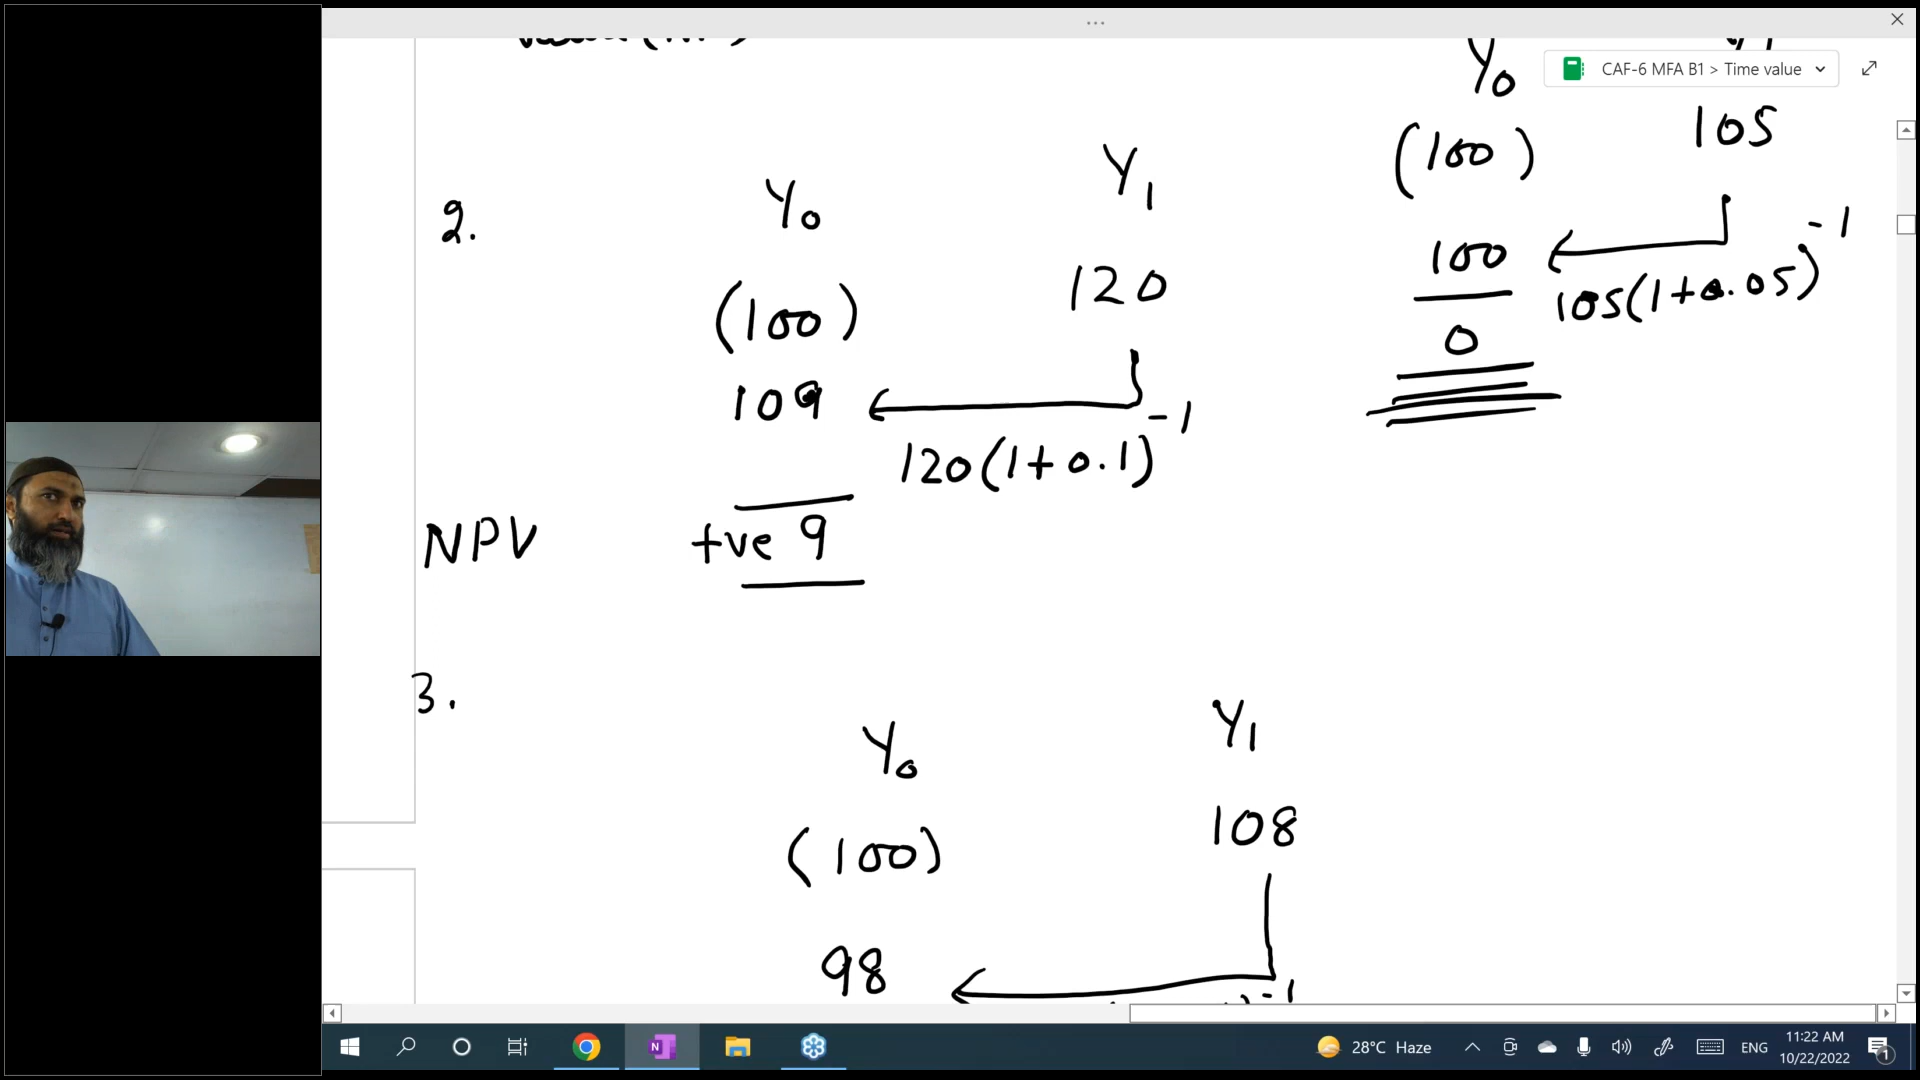 CAF-6 MFA B1 > Time value
Y0
(100)
105
100
105(1+0.05)-1
0
2.
Y0
Y1
(100)
120
109
120(1+0.1)-1
NPV +ve 9
3.
Y0
Y1
(100)
108
98
-1
N
28°C Haze
ENG
11:22 AM
10/22/2022
1